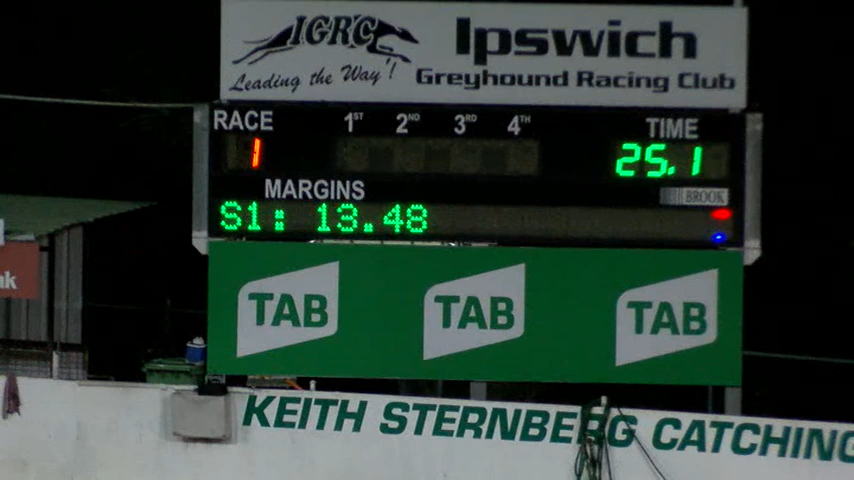 IGRC
Leading the Way!
Ipswich
Greyhound Racing Club
RACE 1ST 2ND 3RD 4TH TIME
1 25.1
MARGINS
BROOK
S1: 13.48
TAB TAB TAB
KEITH STERNBERG CATCHING